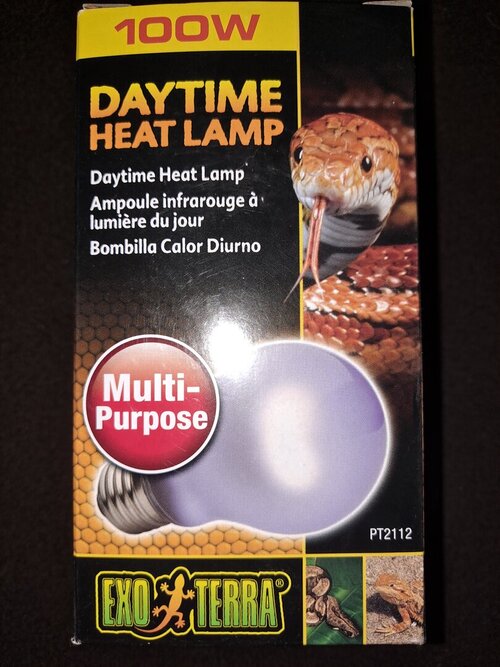 100W
DAYTIME
HEAT LAMP
Daytime Heat Lamp
Ampoule infrarouge à
lumière du jour
Bombilla Calor Diurno
Multi-
Purpose
PT2112
EXO TERRA®